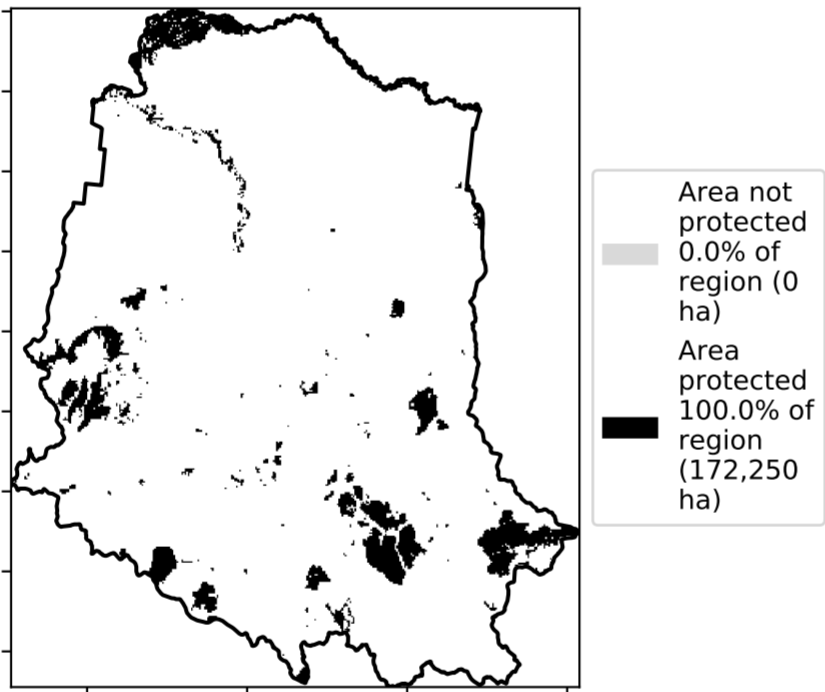 Area not
protected
0.0% of
region (0
ha)
Area
protected
100.0% of
region
(172,250
ha)